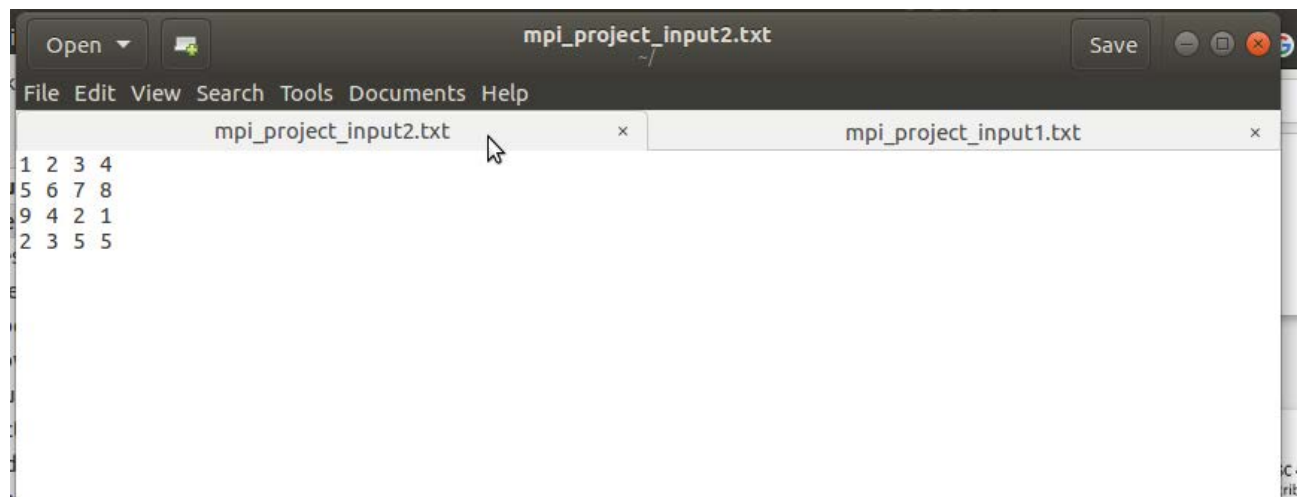 Open
mpi_project_input2.txt
~/
Save
File Edit View Search Tools Documents Help
mpi_project_input2.txt ×
mpi_project_input1.txt ×
1 2 3 4
5 6 7 8
9 4 2 1
2 3 5 5